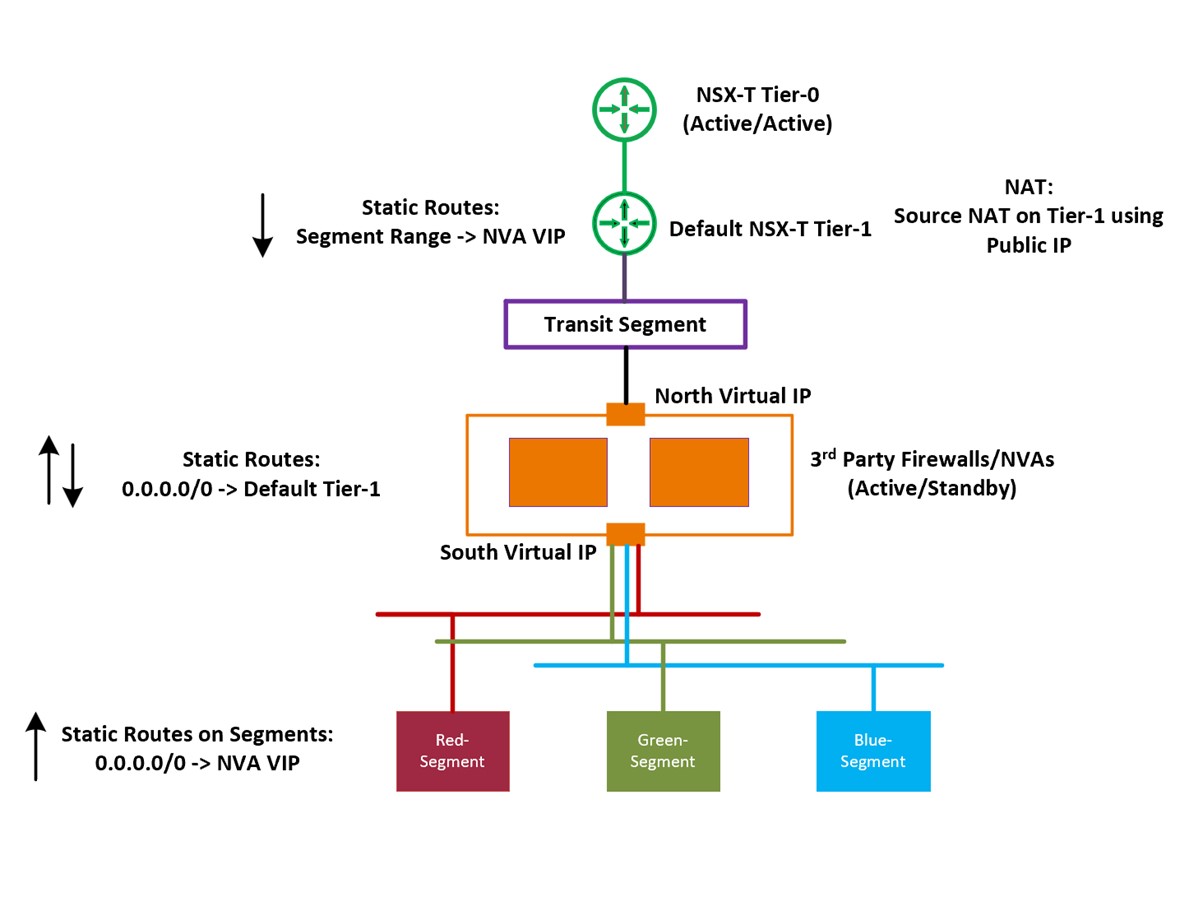 NSX-T Tier-0
(Active/Active)
NAT:
Source NAT on Tier-1 using
Public IP
Static Routes:
Segment Range -> NVA VIP
Default NSX-T Tier-1
Transit Segment
North Virtual IP
Static Routes:
0.0.0.0/0 -> Default Tier-1
3rd Party Firewalls/NVAs
(Active/Standby)
South Virtual IP
Static Routes on Segments:
0.0.0.0/0 -> NVA VIP
Red-
Segment
Green-
Segment
Blue-
Segment